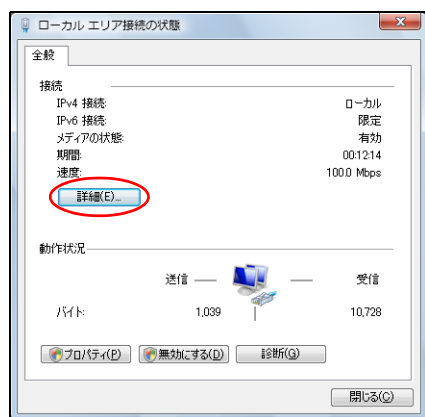 ローカル エリア接続の状態
全般
接続
IPv4 接続: ローカル
IPv6 接続: 限定
メディアの状態: 有効
期間: 00:12:14
速度: 100.0 Mbps
詳細(E)...
動作状況
送信 受信
バイト: 1,039 10,728
プロパティ(P) 無効にする(D) 診断(G)
閉じる(C)